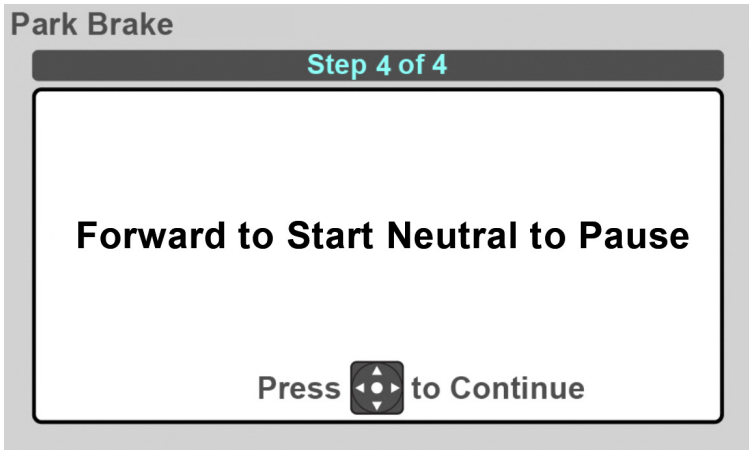 Park Brake
Step 4 of 4
Forward to Start Neutral to Pause
Press to Continue